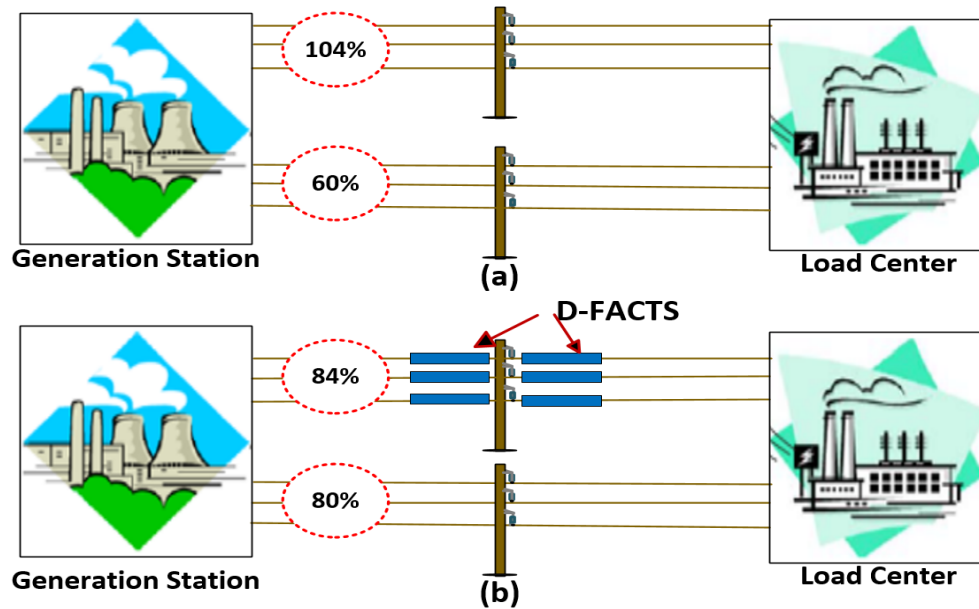 104%
60%
Generation Station
Load Center
(a)
D-FACTS
84%
80%
Generation Station
Load Center
(b)